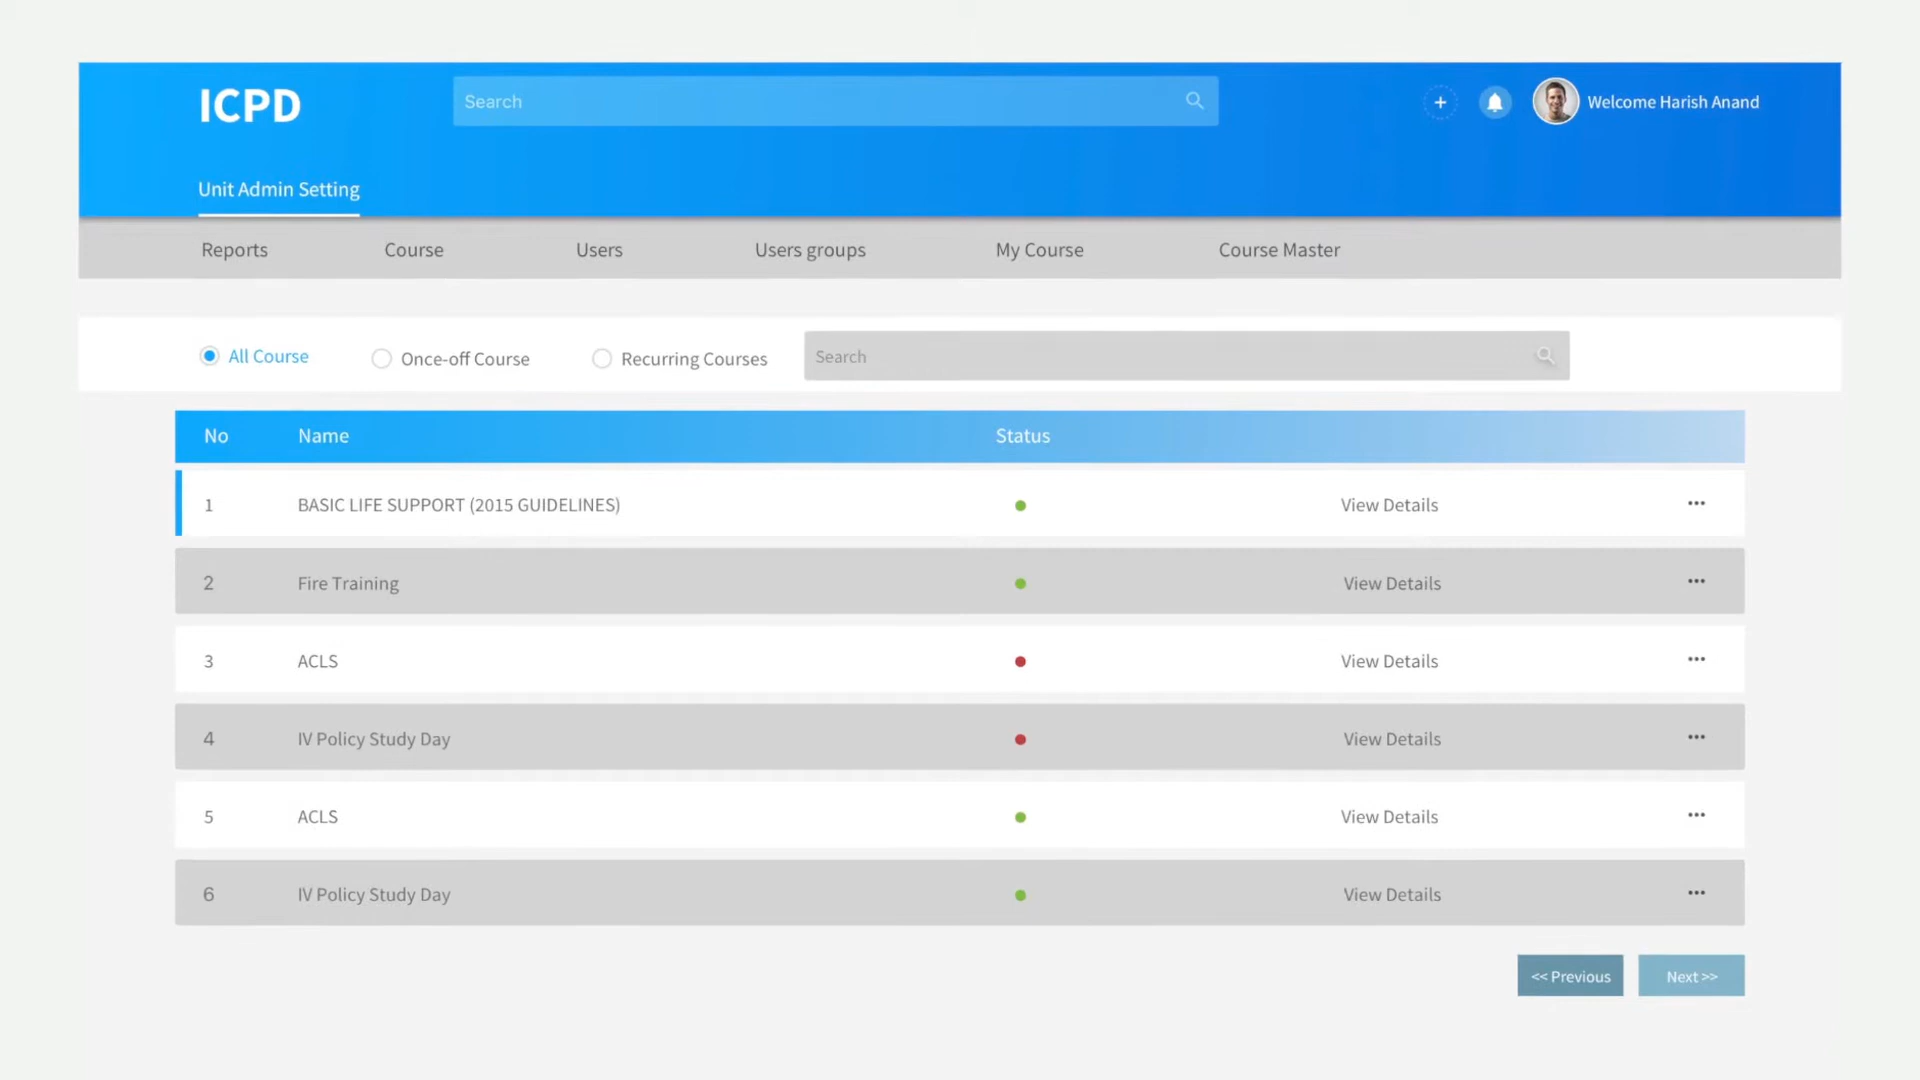 ICPD
Search
Welcome Harish Anand
Unit Admin Setting
Reports Course Users Users groups My Course Course Master
All Course Once-off Course Recurring Courses Search
No Name Status
1 BASIC LIFE SUPPORT (2015 GUIDELINES) View Details
2 Fire Training View Details
3 ACLS View Details
4 IV Policy Study Day View Details
5 ACLS View Details
6 IV Policy Study Day View Details
<< Previous Next >>